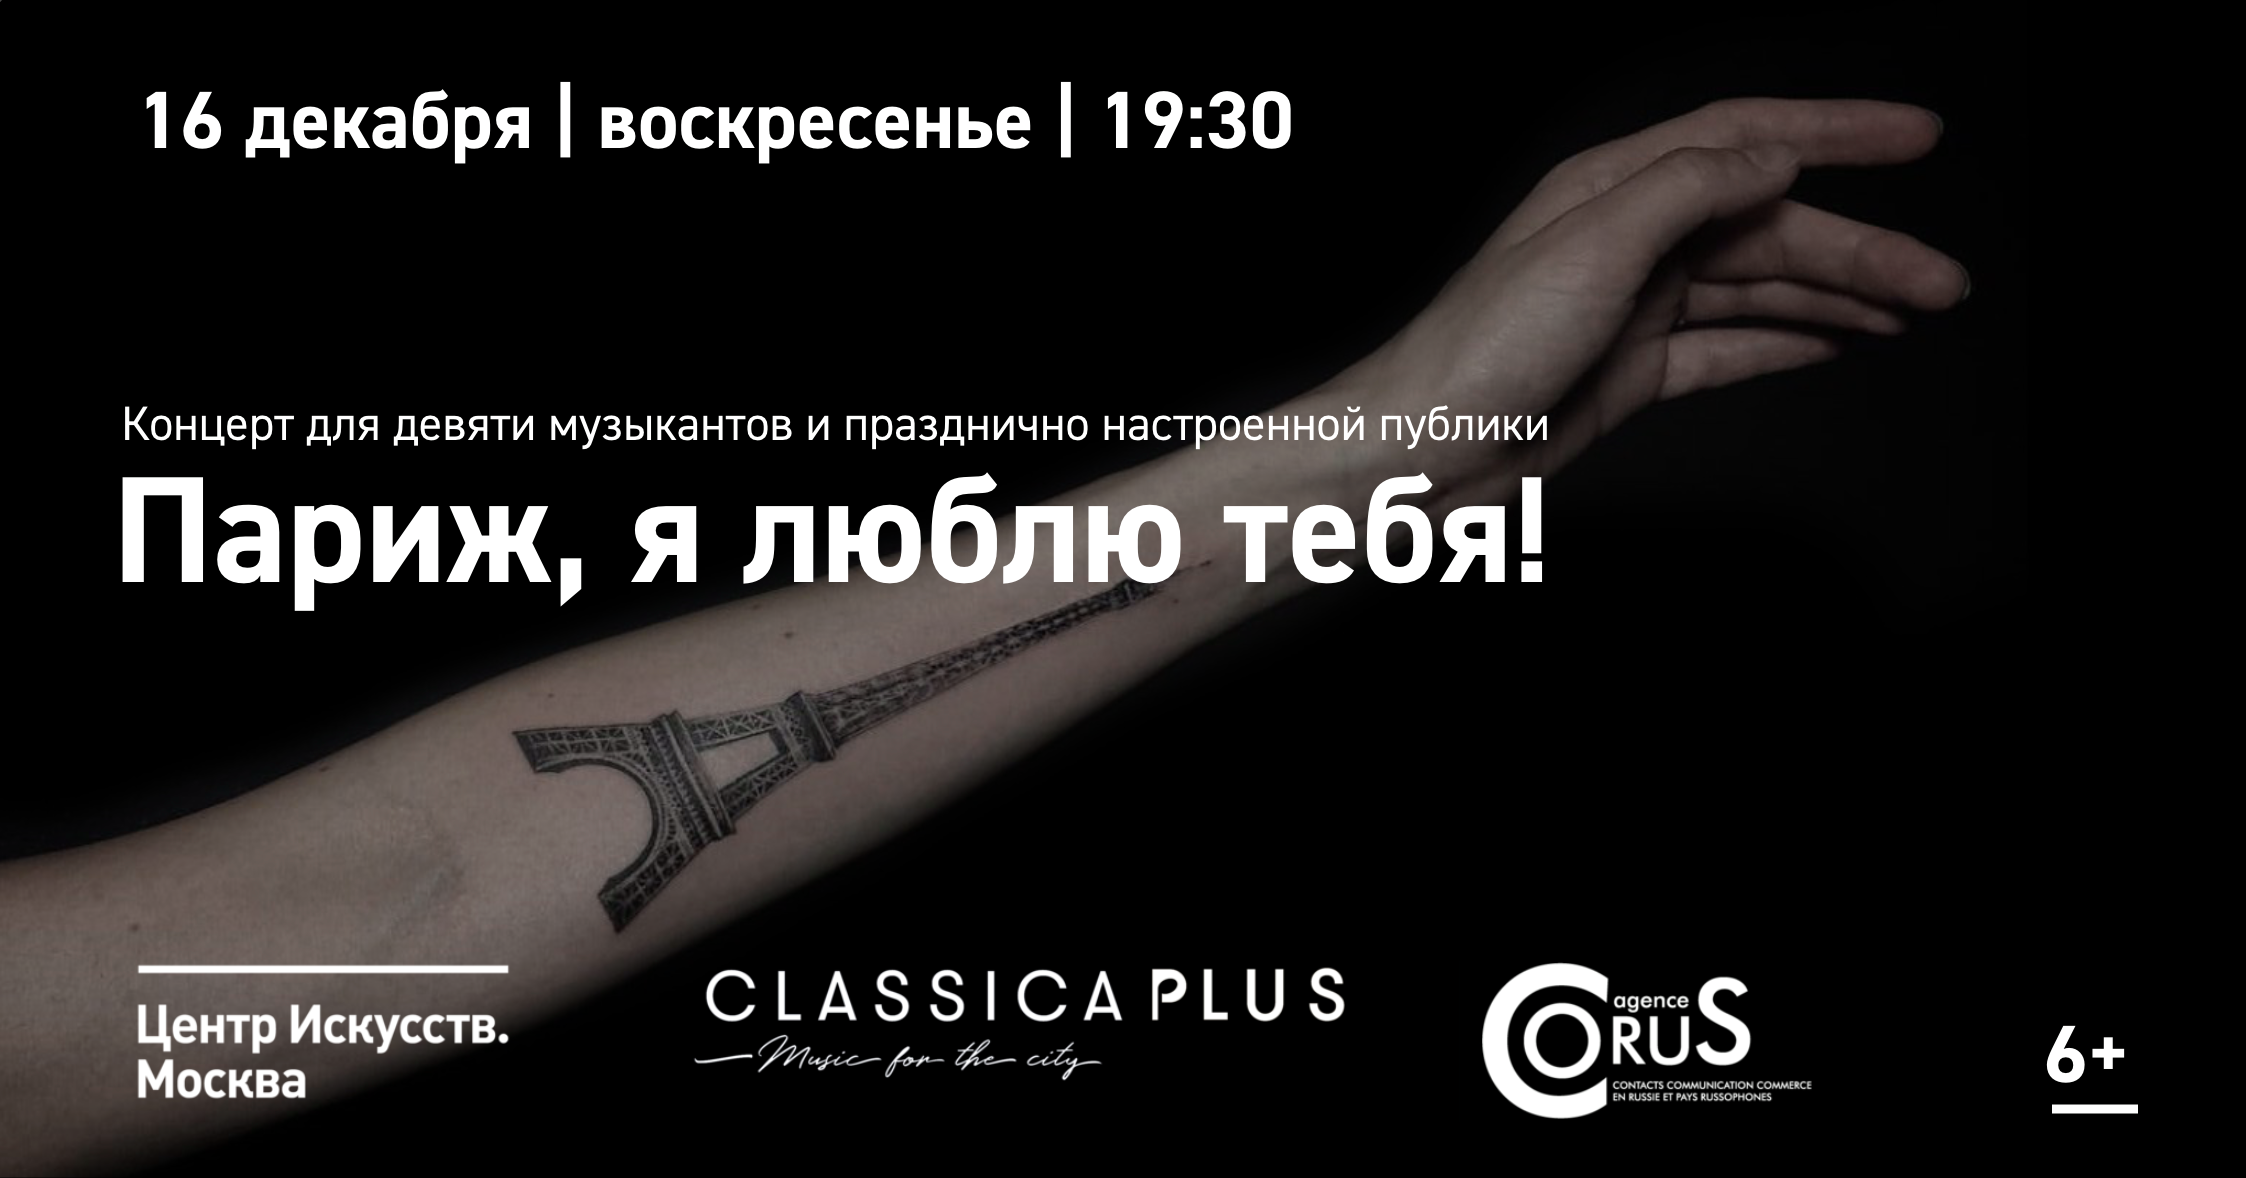 16 декабря | воскресенье | 19:30
Концерт для девяти музыкантов и празднично настроенной публики
Париж, я люблю тебя!
Центр Искусств.
Москва
CLASSICAPLUS
Music for the city
agence
CORUS
CONTACTS COMMUNICATION COMMERCE
EN RUSSIE ET PAYS RUSSOPHONES
6+